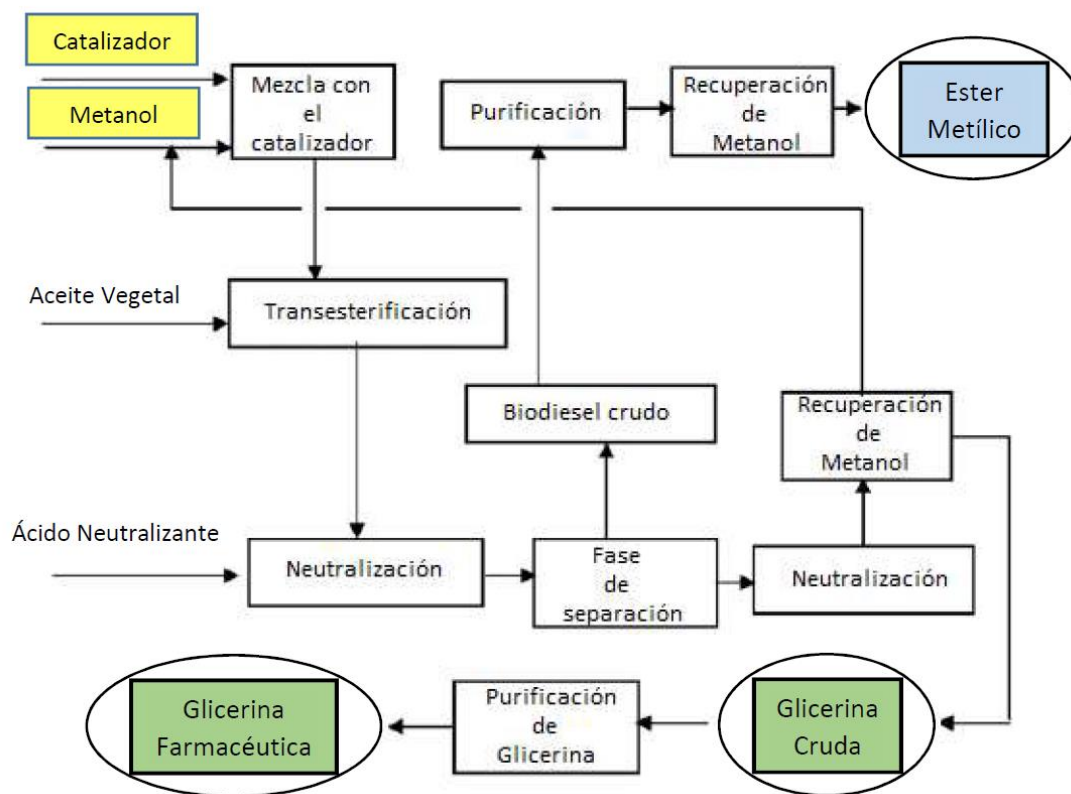 Catalizador
Metanol
Mezcla con
el
catalizador
Purificación
Recuperación
de
Metanol
Ester
Metílico
Aceite Vegetal
Transesterificación
Biodiesel crudo
Recuperación
de
Metanol
Ácido Neutralizante
Neutralización
Fase
de
separación
Neutralización
Glicerina
Farmacéutica
Purificación
de
Glicerina
Glicerina
Cruda